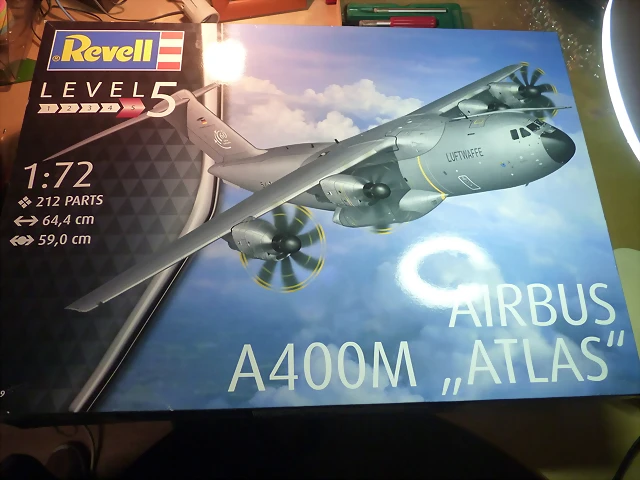 Revell
LEVEL 5
1 2 3 4 5
1:72
212 PARTS
64,4 cm
59,0 cm
LUFTWAFFE
AIRBUS
A400M „ATLAS“